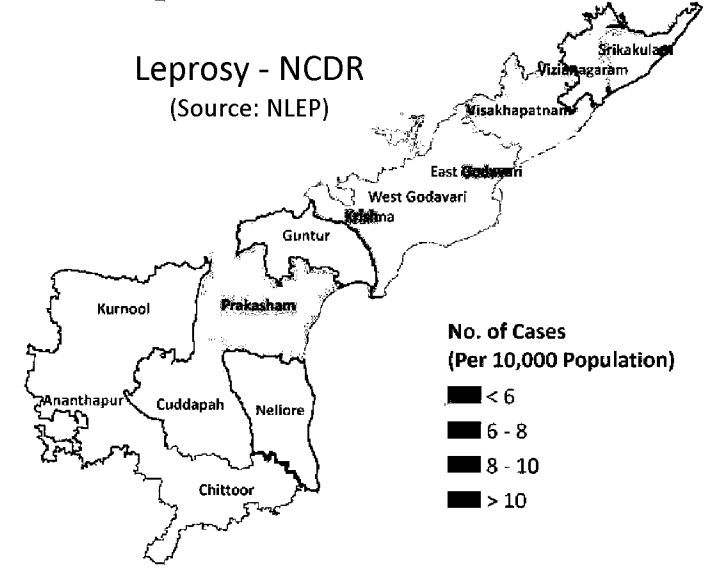 Leprosy - NCDR
(Source: NLEP)
Srikakulam
Vizianagaram
Visakhapatnam
East Godavari
West Godavari
Krishna
Guntur
Prakasham
Kurnool
Ananthapur
Cuddapah
Nellore
Chittoor
No. of Cases
(Per 10,000 Population)
< 6
6 - 8
8 - 10
> 10